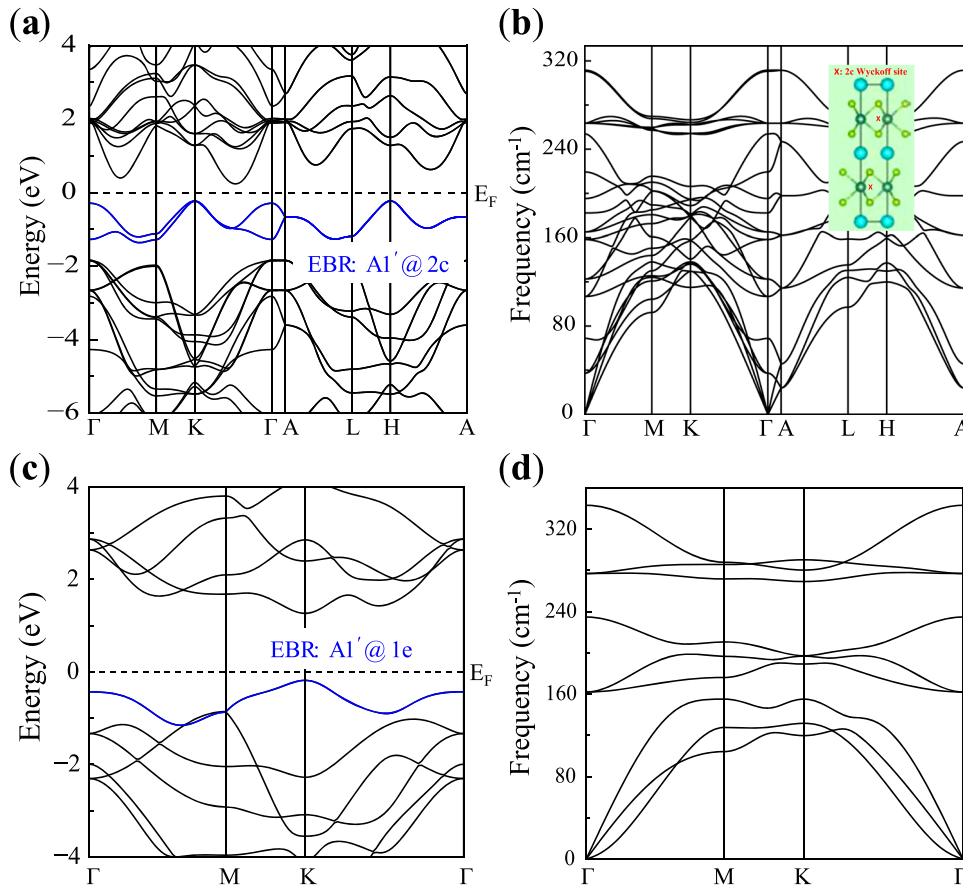 (a)
4
2
0
−2
−4
−6
Energy (eV)
E_F
EBR: A1′@ 2c
Γ M K Γ A L H A
(b)
320
240
160
80
0
Frequency (cm⁻¹)
X: 2c Wyckoff site
x
x
Γ M K Γ A L H A
(c)
4
2
0
−2
−4
Energy (eV)
EBR: A1′@ 1e
E_F
Γ M K Γ
(d)
320
240
160
80
0
Frequency (cm⁻¹)
Γ M K Γ